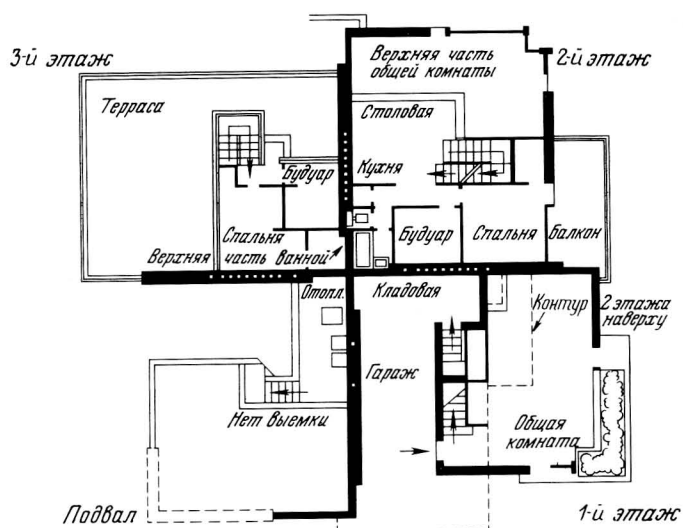 3-й этаж
Терраса
Будуар
Спальня
Верхняя часть ванной
Верхняя часть
общей комнаты
2-й этаж
Столовая
Кухня
Будуар
Спальня
Балкон
Отопл.
Нет выемки
Подвал
Кладовая
Гараж
Контур
2 этажа
наверху
Общая
комната
1-й этаж